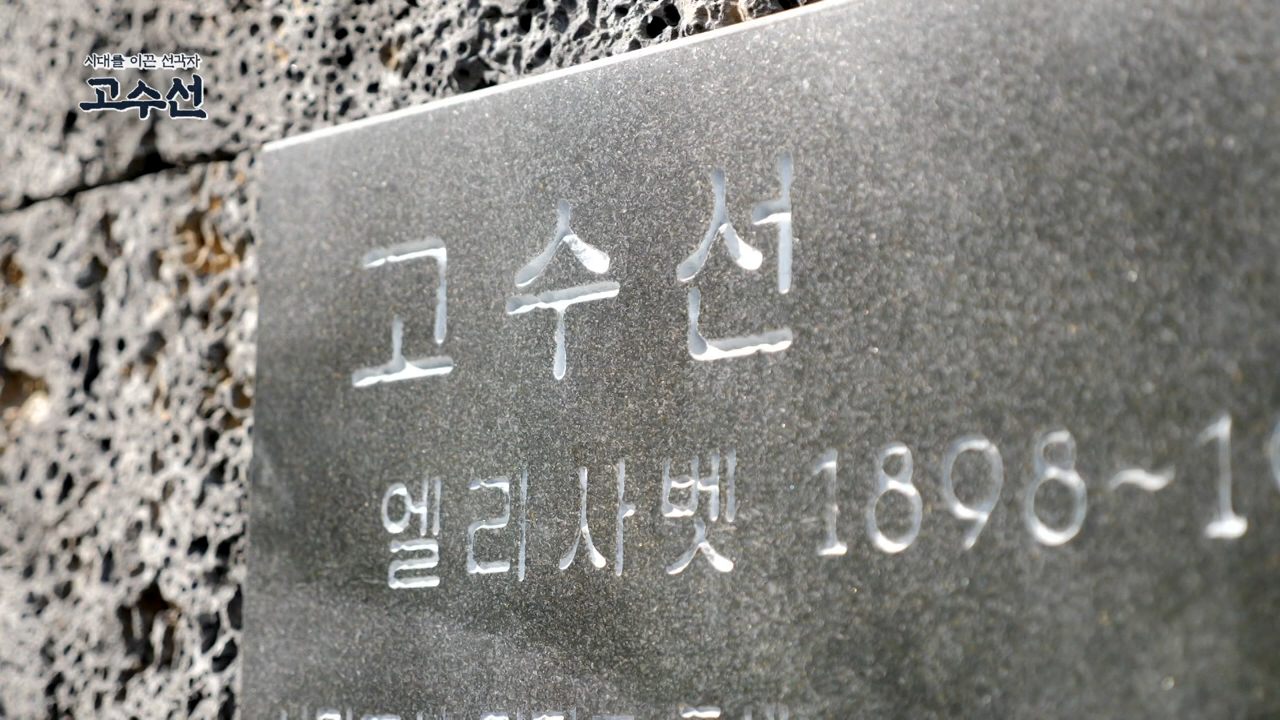 시대를 이끈 선각자
고수선
고수선
엘리사벳 1898~1